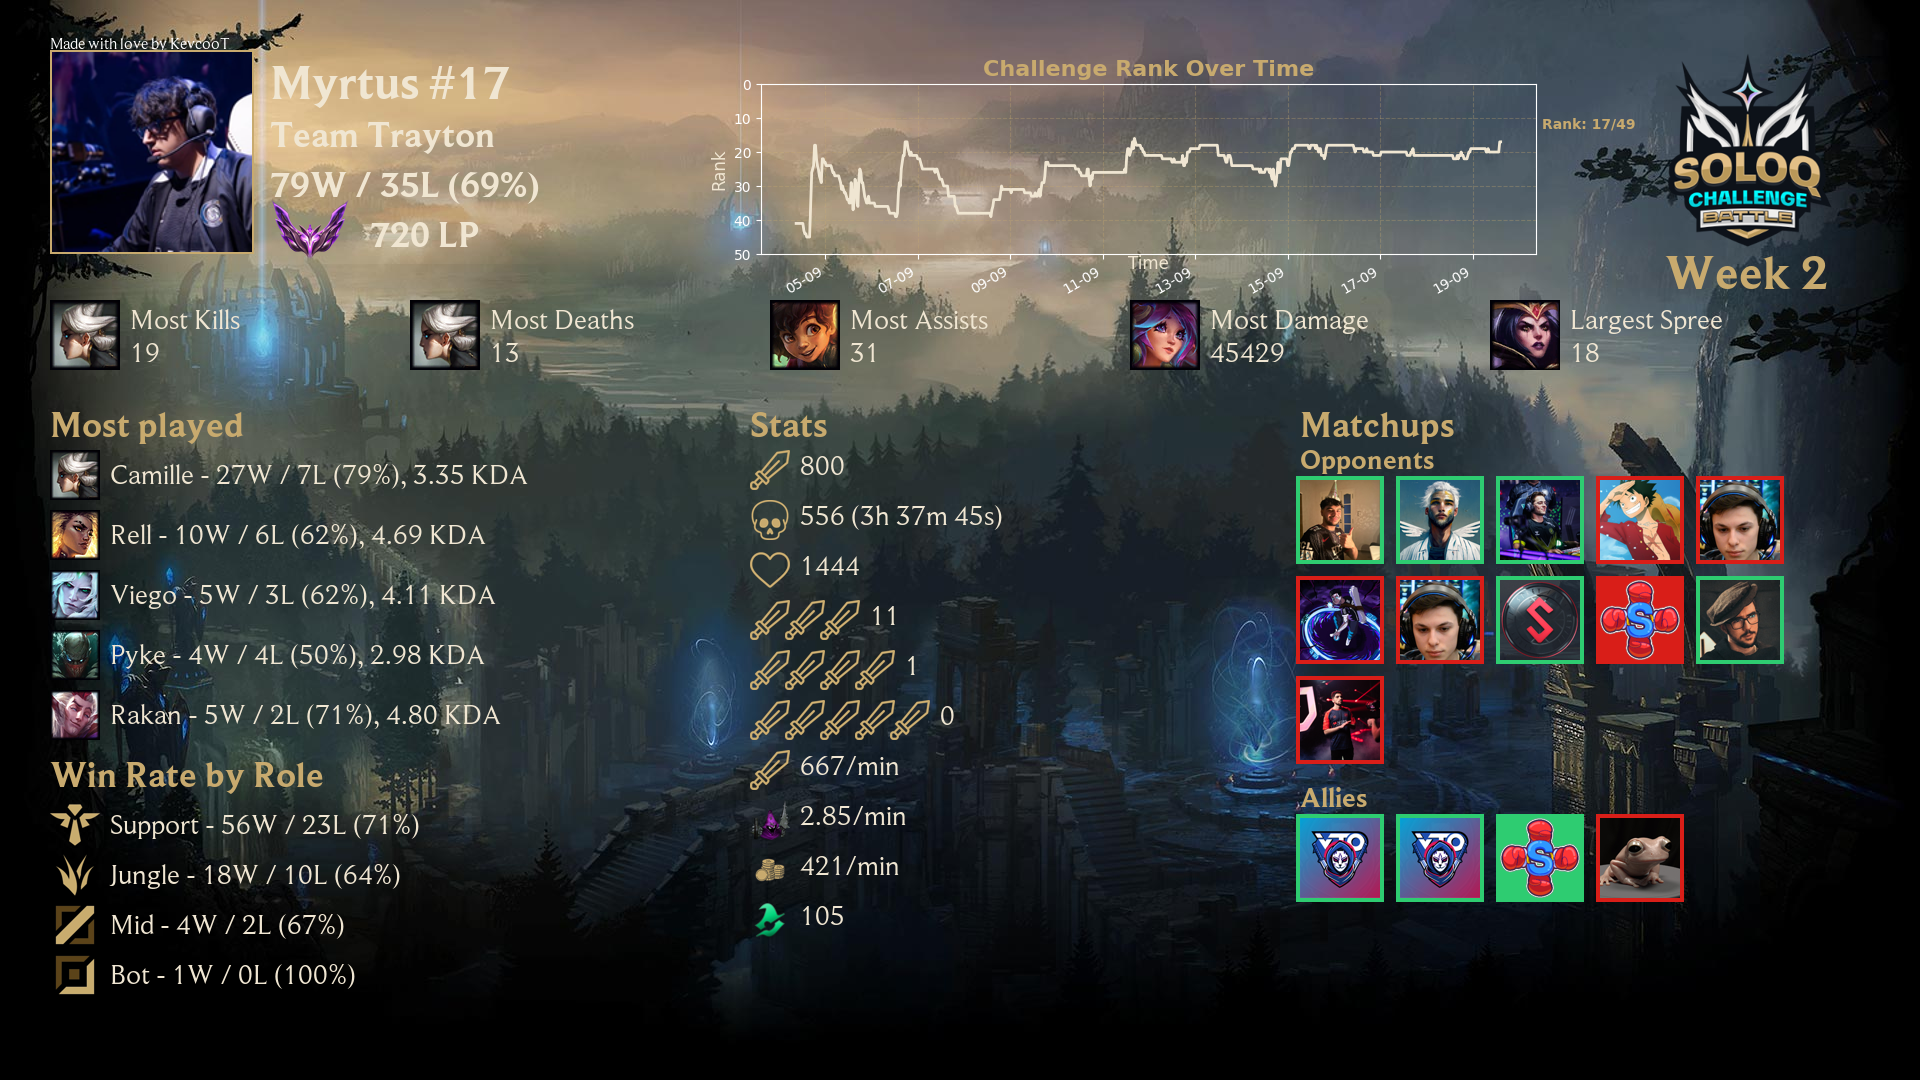 Made with love by KevcooT
Myrtus #17
Team Trayton
79W / 35L (69%)
720 LP
Challenge Rank Over Time
Rank
0
10
20
30
40
50
05-09
07-09
09-09
11-09
13-09
15-09
17-09
19-09
Time
Rank: 17/49
SOLOQ
CHALLENGE
BATTLE
Week 2
Most Kills
19
Most Deaths
13
Most Assists
31
Most Damage
45429
Largest Spree
18
Most played
Camille - 27W / 7L (79%), 3.35 KDA
Rell - 10W / 6L (62%), 4.69 KDA
Viego - 5W / 3L (62%), 4.11 KDA
Pyke - 4W / 4L (50%), 2.98 KDA
Rakan - 5W / 2L (71%), 4.80 KDA
Win Rate by Role
Support - 56W / 23L (71%)
Jungle - 18W / 10L (64%)
Mid - 4W / 2L (67%)
Bot - 1W / 0L (100%)
Stats
800
556 (3h 37m 45s)
1444
11
1
0
667/min
2.85/min
421/min
105
Matchups
Opponents
$
S
Allies
VTO
VTO
S